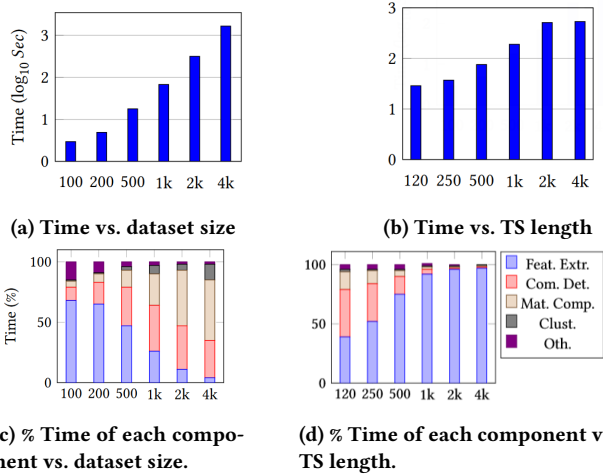 Time (log10 Sec)
3
2
1
0
100 200 500 1k 2k 4k
(a) Time vs. dataset size
3
2
1
0
120 250 500 1k 2k 4k
(b) Time vs. TS length
Time (%)
100
50
0
100 200 500 1k 2k 4k
c) % Time of each compo-
nent vs. dataset size.
100
50
0
120 250 500 1k 2k 4k
Feat. Extr.
Com. Det.
Mat. Comp.
Clust.
Oth.
(d) % Time of each component v
TS length.